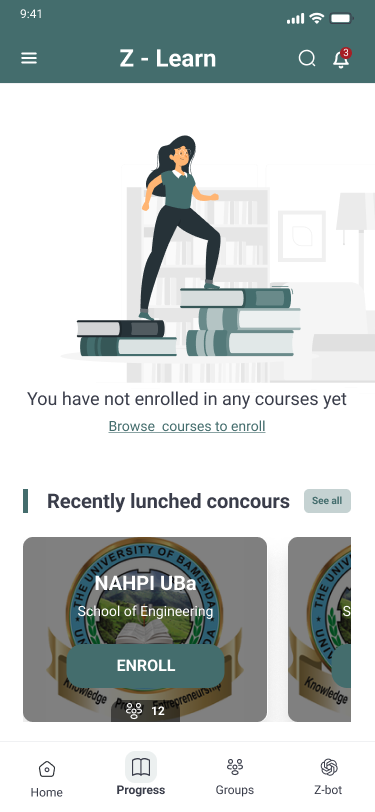 9:41
Z - Learn
3
You have not enrolled in any courses yet
Browse  courses to enroll
Recently lunched concours
See all
THE UNIVERSITY OF BAMENDA
NAHPI UBa
School of Engineering
ENROLL
Knowledge Entrepreneurship
12
THE UNI
S
Knowledge
Home
Progress
Groups
Z-bot